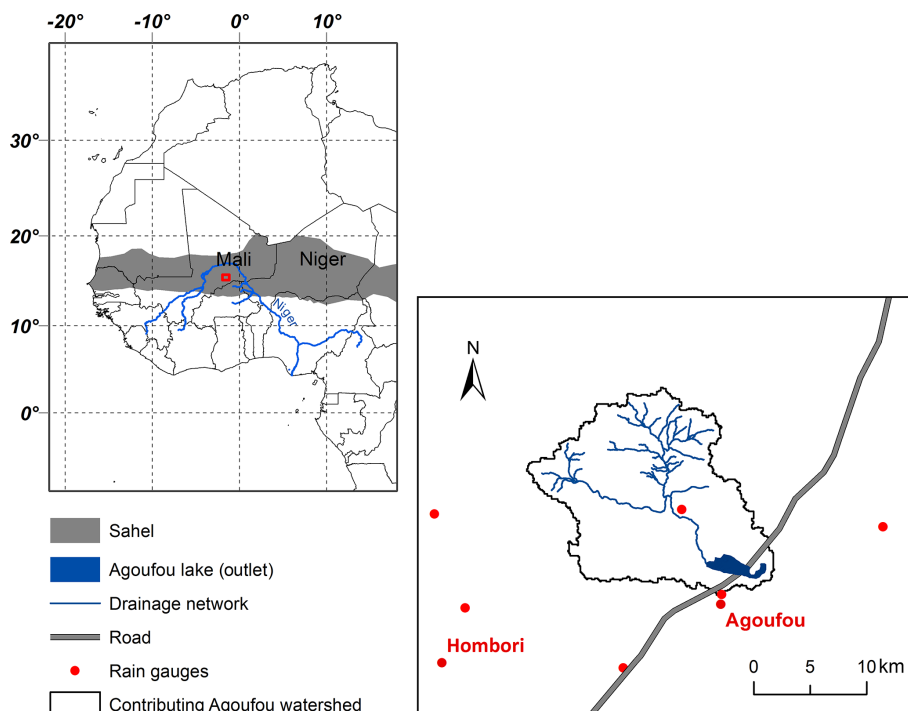 -20° -10° 0° 10°
30°
20°
Mali Niger
Niger
10°
0°
N
Sahel
Agoufou lake (outlet)
Drainage network
Road
Rain gauges
Contributing Agoufou watershed
Agoufou
Hombori
0 5 10 km